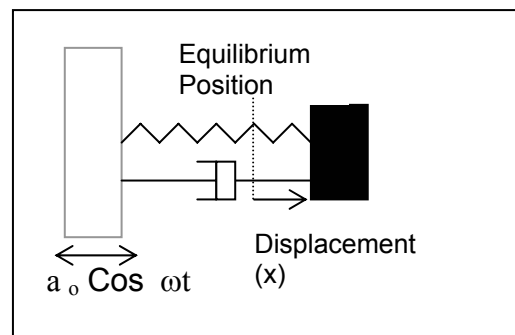 Equilibrium
Position
Displacement
(x)
a ₒ Cos ωt